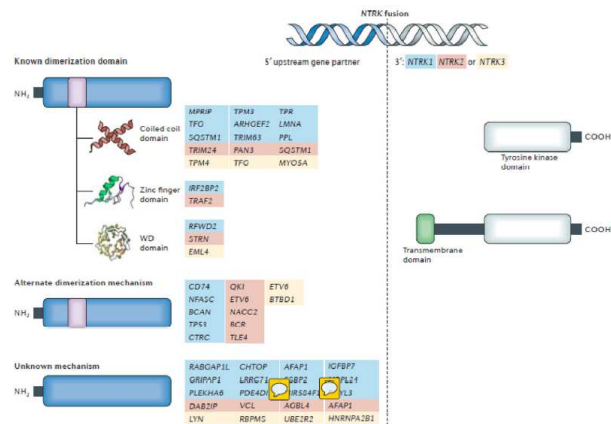 NTRK fusion
Known dimerization domain
5′ upstream gene partner
3′: NTRK1 NTRK2 or NTRK3
NH2
MPRIP TPM3 TPR
TFG ARHGEF2 LMNA
SQSTM1 TRIM63 PPL
TRIM24 PAN3 SQSTM1
TPM4 TFG MYO5A
Coiled coil
domain
COOH
Tyrosine kinase
domain
Zinc finger
domain
IRF2BP2
TRAF2
WD
domain
RFWD2
STRN
EML4
COOH
Transmembrane
domain
Alternate dimerization mechanism
NH2
CD74 QKI ETV6
NFASC ETV6 BTBD1
BCAN NACC2
TP53 BCR
CTRC TLE4
Unknown mechanism
NH2
RABGAP1L CHTOP AFAP1 IGFBP7
GRIPAP1 LRRC71
PLEKHA6
DAB2IP VCL AGBL4 AFAP1
LYN RBPMS UBE2R2 HNRNPA2B1